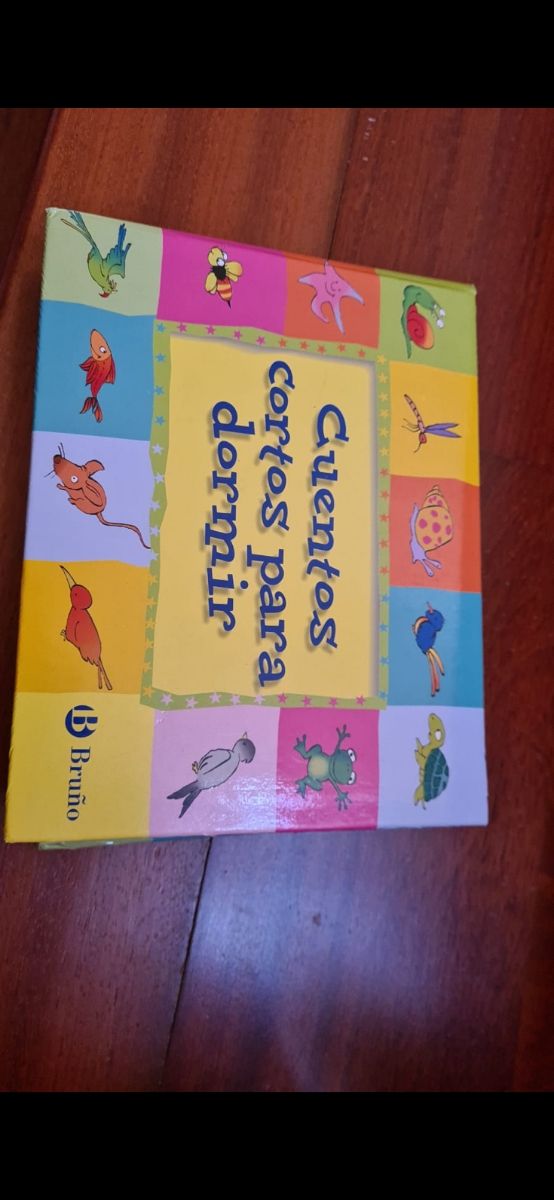 Cuentos
cortos para
dormir
B Bruño